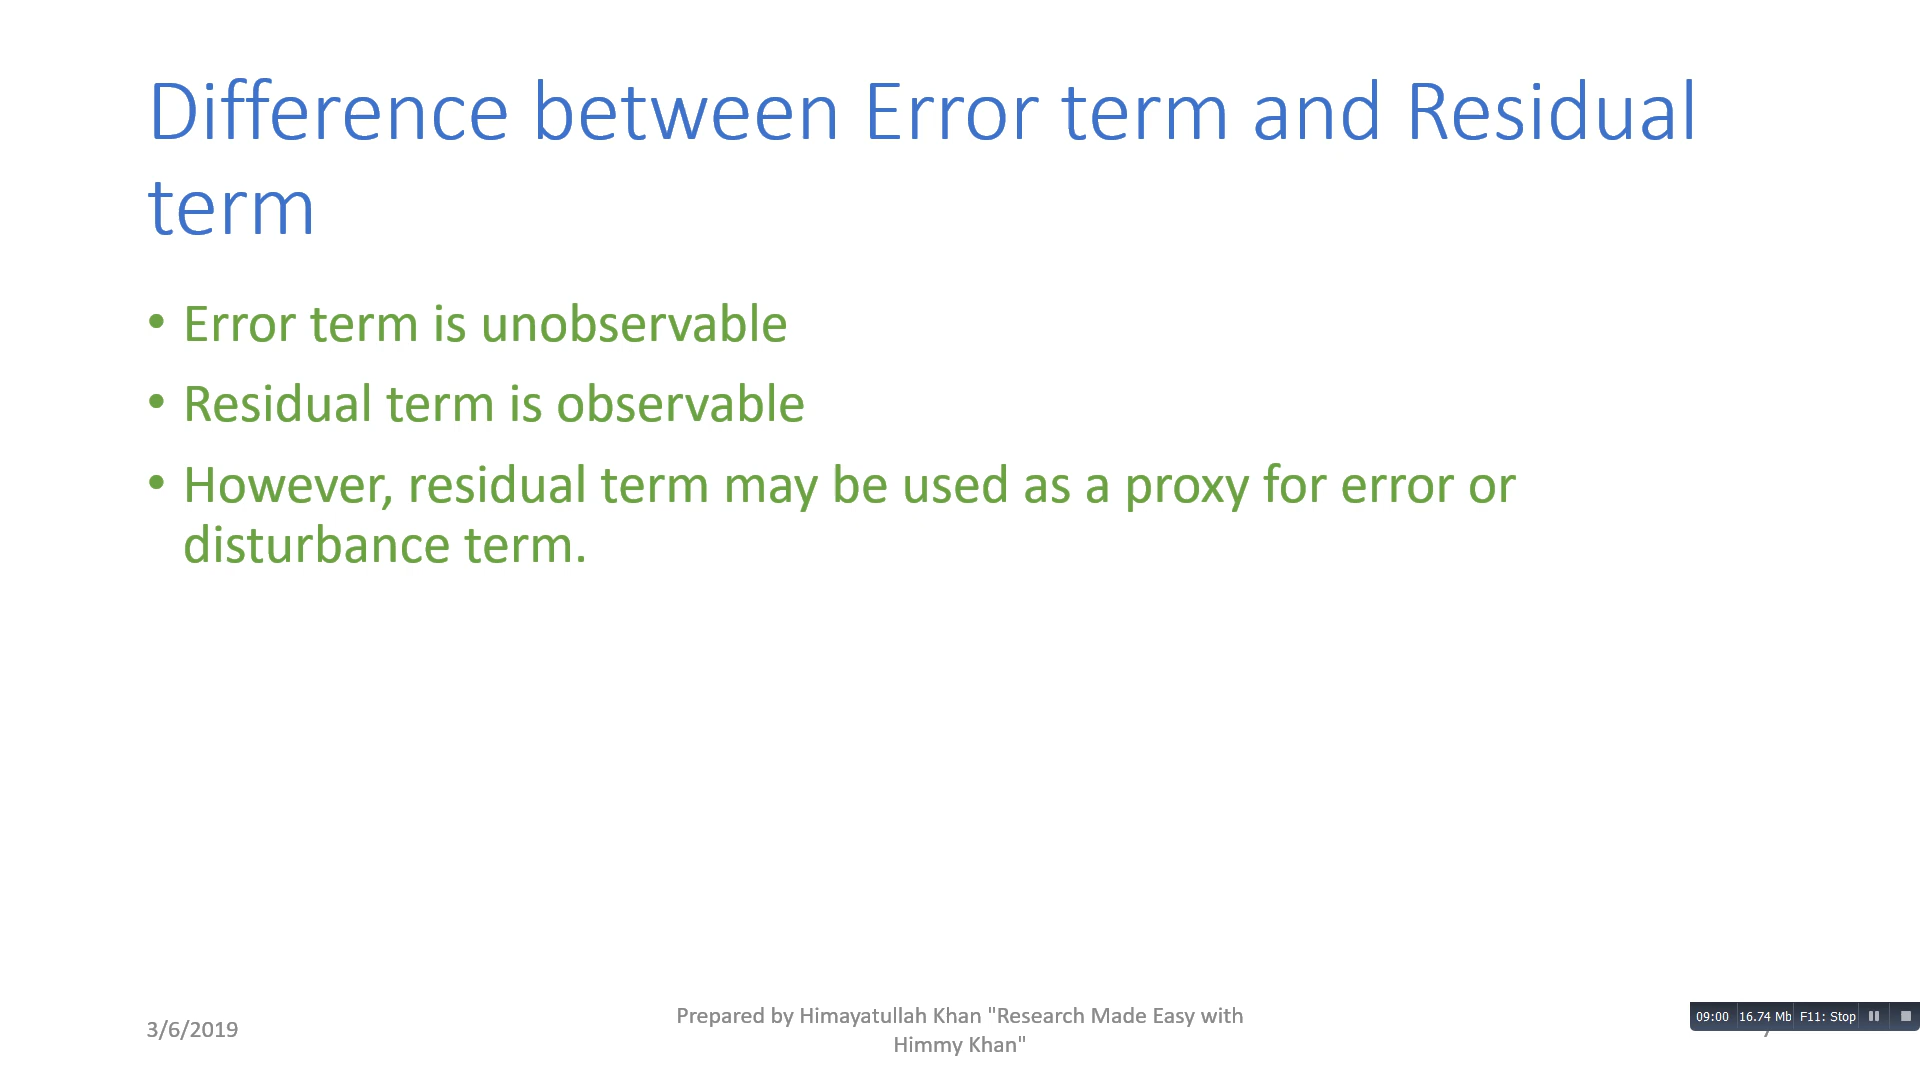 Difference between Error term and Residual
term
• Error term is unobservable
• Residual term is observable
• However, residual term may be used as a proxy for error or
disturbance term.
3/6/2019
Prepared by Himayatullah Khan "Research Made Easy with
Himmy Khan"
09:00 16.74 Mb F11: Stop